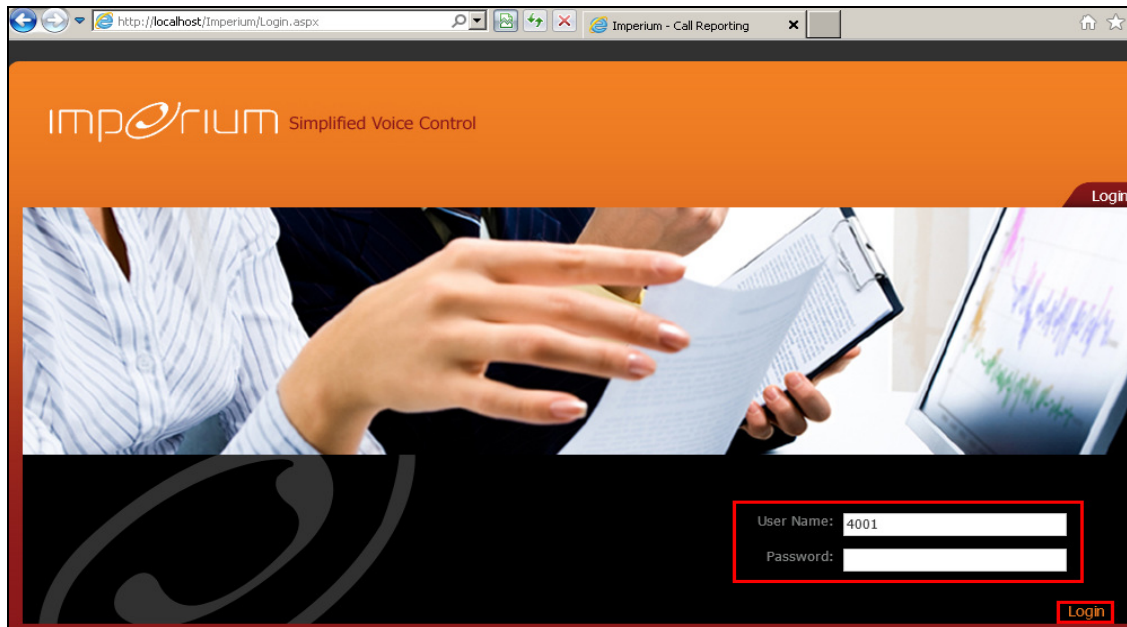 http://localhost/Imperium/Login.aspx
Imperium - Call Reporting
imperium Simplified Voice Control
Login
User Name: 4001
Password:
Login